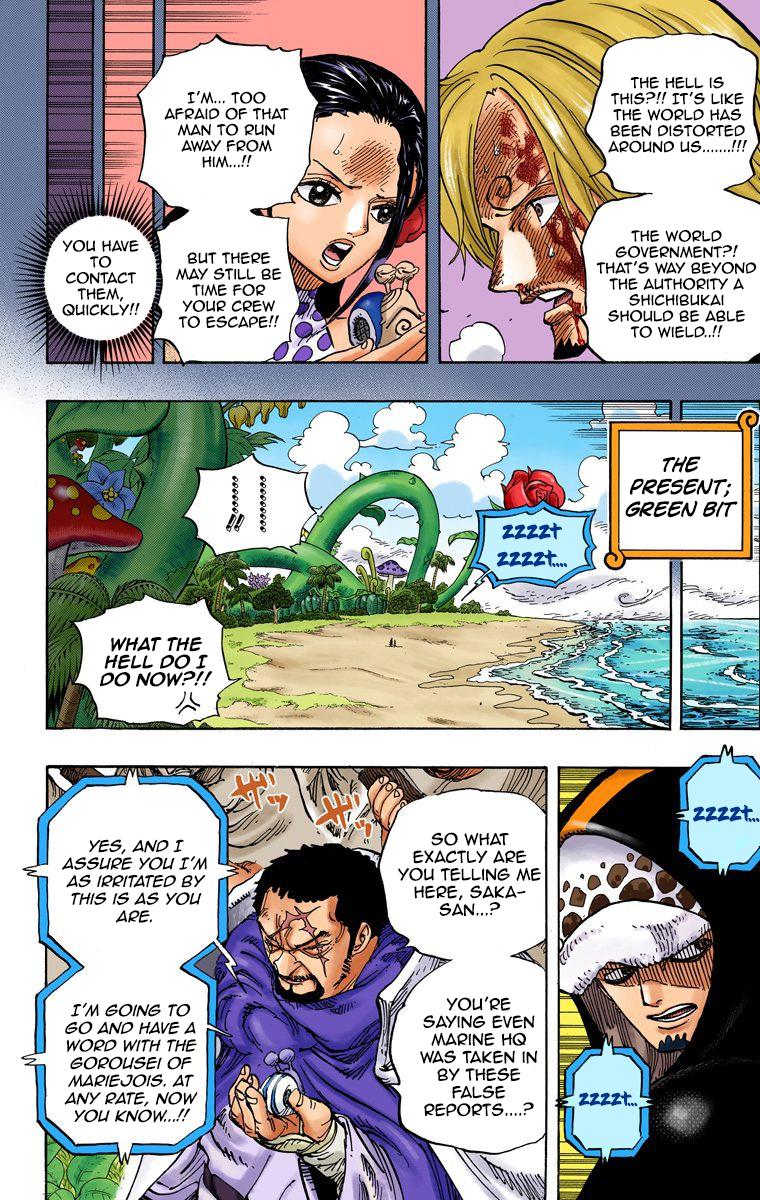 THE HELL IS
THIS?!! IT'S LIKE
THE WORLD HAS
BEEN DISTORTED
AROUND US.......!!!
THE WORLD
GOVERNMENT?!
THAT'S WAY BEYOND
THE AUTHORITY A
SHICHIBUKAI
SHOULD BE ABLE
TO WIELD..!!
I'M... TOO
AFRAID OF THAT
MAN TO RUN
AWAY FROM
HIM...!!
BUT THERE
MAY STILL BE
TIME FOR
YOUR CREW
TO ESCAPE!!
YOU HAVE
TO
CONTACT
THEM,
QUICKLY!!
THE
PRESENT;
GREEN BIT
zzzzt
zzzzt....
..........
........!!
WHAT THE
HELL DO I
DO NOW?!!
zzzzt...
zzzzt...
ザッ
ザッ
SO WHAT
EXACTLY ARE
YOU TELLING ME
HERE, SAKA-
SAN...?
YOU'RE
SAYING EVEN
MARINE HQ
WAS TAKEN IN
BY THESE
FALSE
REPORTS....?
YES, AND I
ASSURE YOU I'M
AS IRRITATED BY
THIS IS AS YOU
ARE.
I'M GOING TO
GO AND HAVE A
WORD WITH THE
GOROUSEI OF
MARIEJOIS. AT
ANY RATE, NOW
YOU KNOW...!!